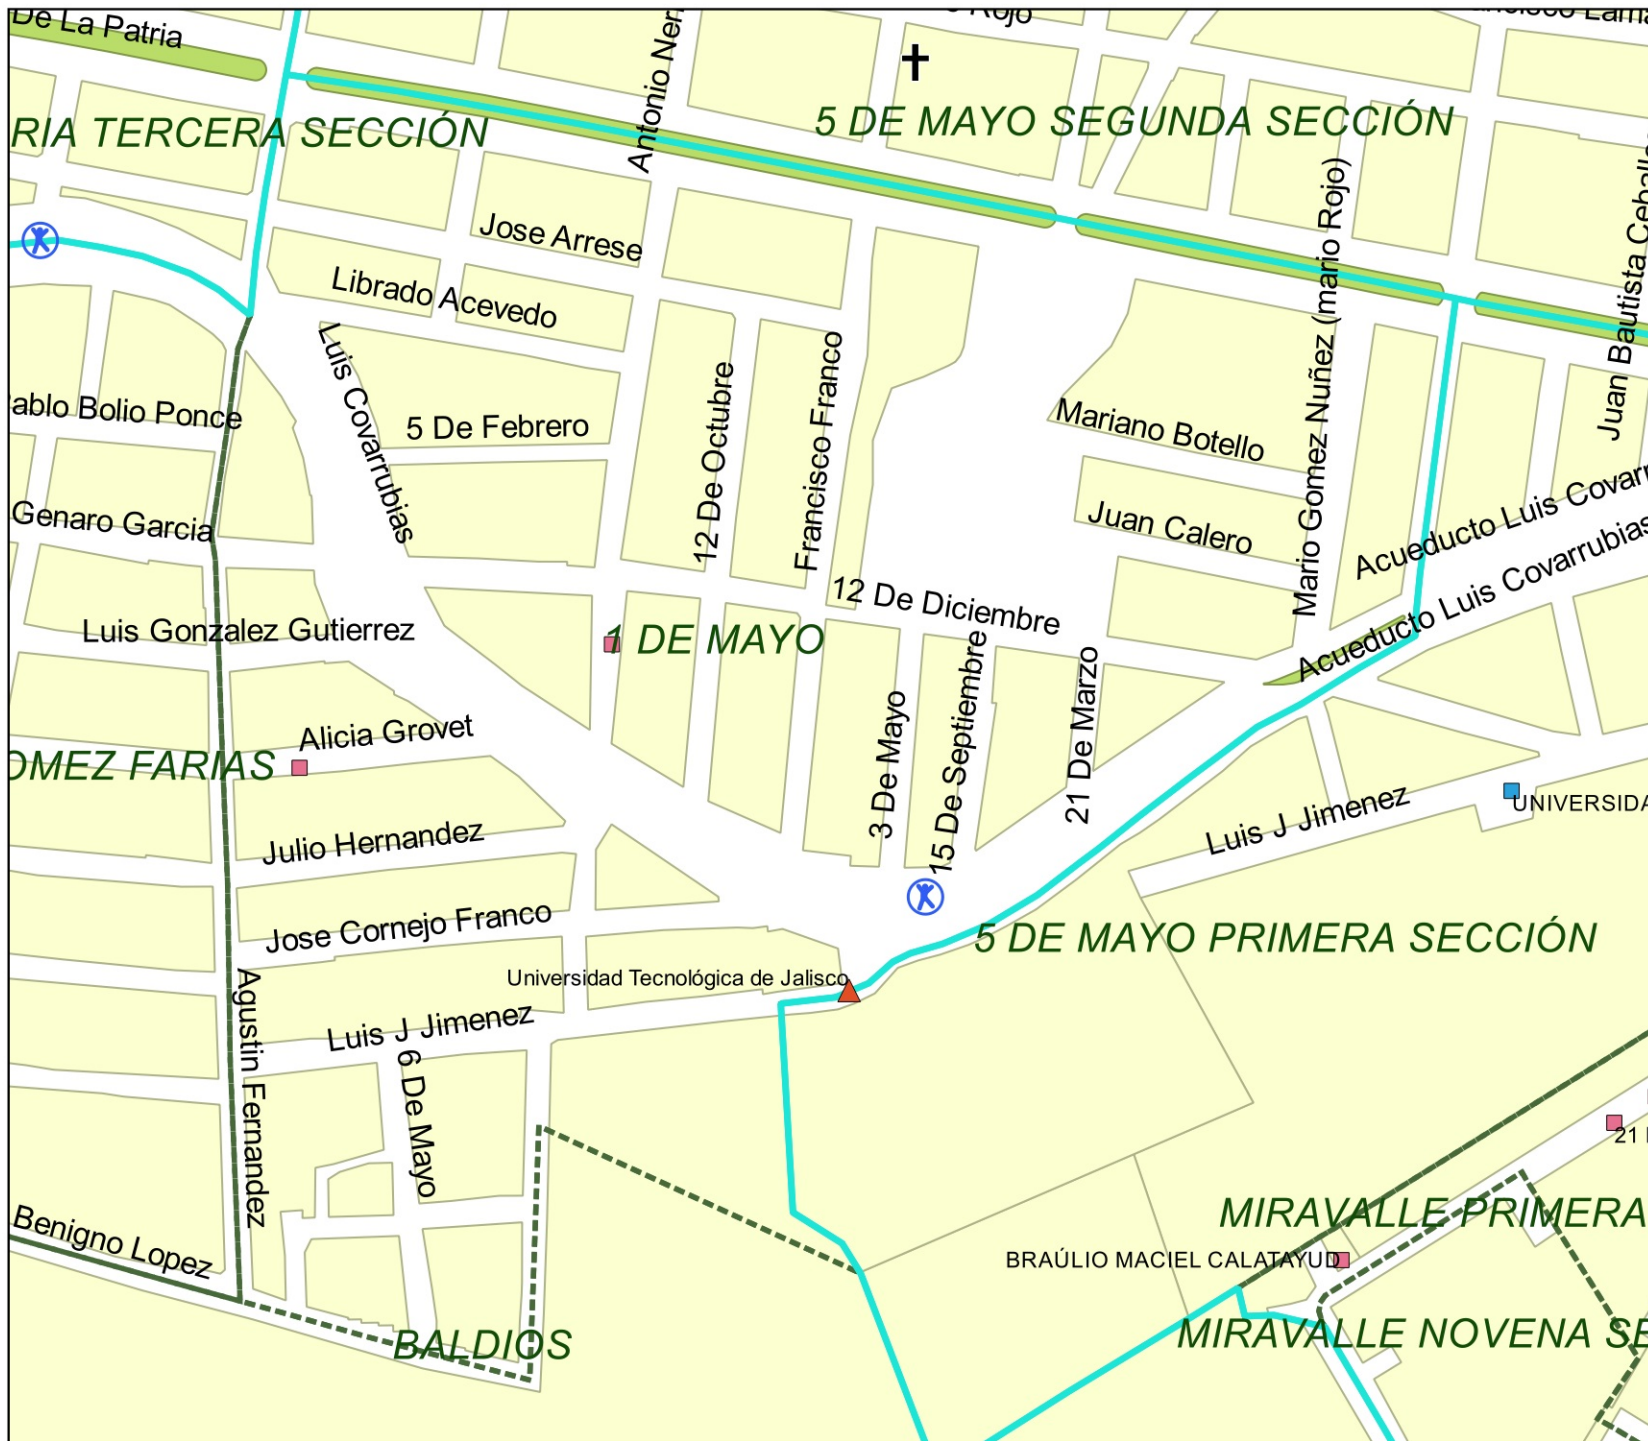 De La Patria
Rojo
Antonio
5 DE MAYO SEGUNDA SECCIÓN
RIA TERCERA SECCIÓN
Jose Arrese
Librado Acevedo
Luis Covarrubias
Mario Gomez Nuñez (mario Rojo)
Juan Bautista
12 De Octubre
Francisco Franco
ablo Bolio Ponce
5 De Febrero
Mariano Botello
Genaro Garcia
Juan Calero
Acueducto Luis
Acueducto Luis Covarrubias
12 De Diciembre
Luis Gonzalez Gutierrez
1 DE MAYO
15 De Septiembre
21 De Marzo
3 De Mayo
Alicia Grovet
OMEZ FARIAS
UNIVERSIDA
Luis J Jimenez
Julio Hernandez
Jose Cornejo Franco
5 DE MAYO PRIMERA SECCIÓN
Universidad Tecnológica de Jalisco
Agustin Fernandez
Luis J Jimenez
6 De Mayo
21
MIRAVALLE PRIMERA
Benigno Lopez
BRAÚLIO MACIEL CALATAYUD
MIRAVALLE NOVENA SE
BALDIOS